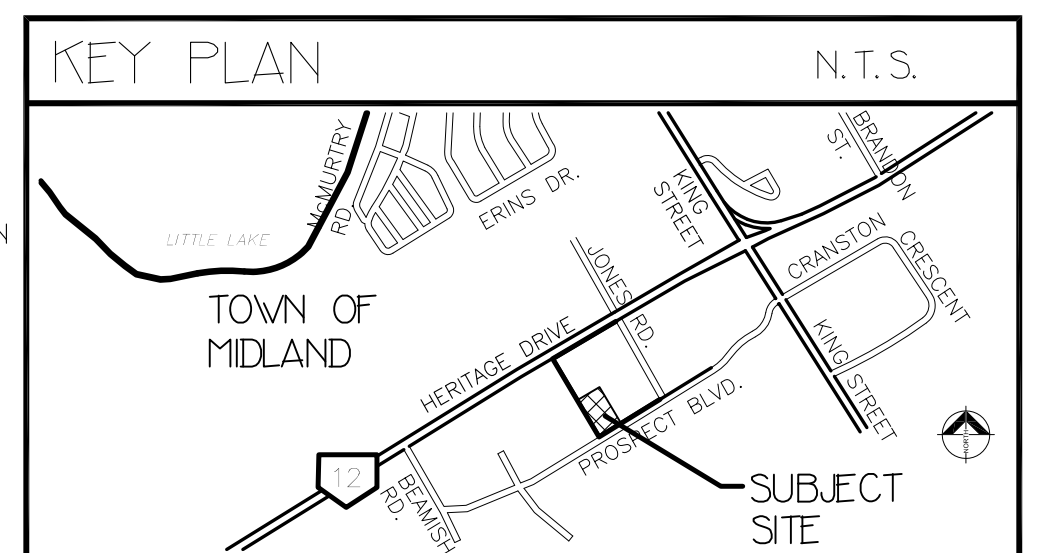 KEY PLAN
N.T.S.
McMURTRY
RD.
ERINS DR.
BRANDON
ST.
KING
STREET
LITTLE LAKE
TOWN OF
MIDLAND
JONES RD.
CRANSTON
CRESCENT
HERITAGE DRIVE
KING STREET
PROSPECT BLVD.
12
BEAMISH
RD.
NORTH
SUBJECT
SITE
N